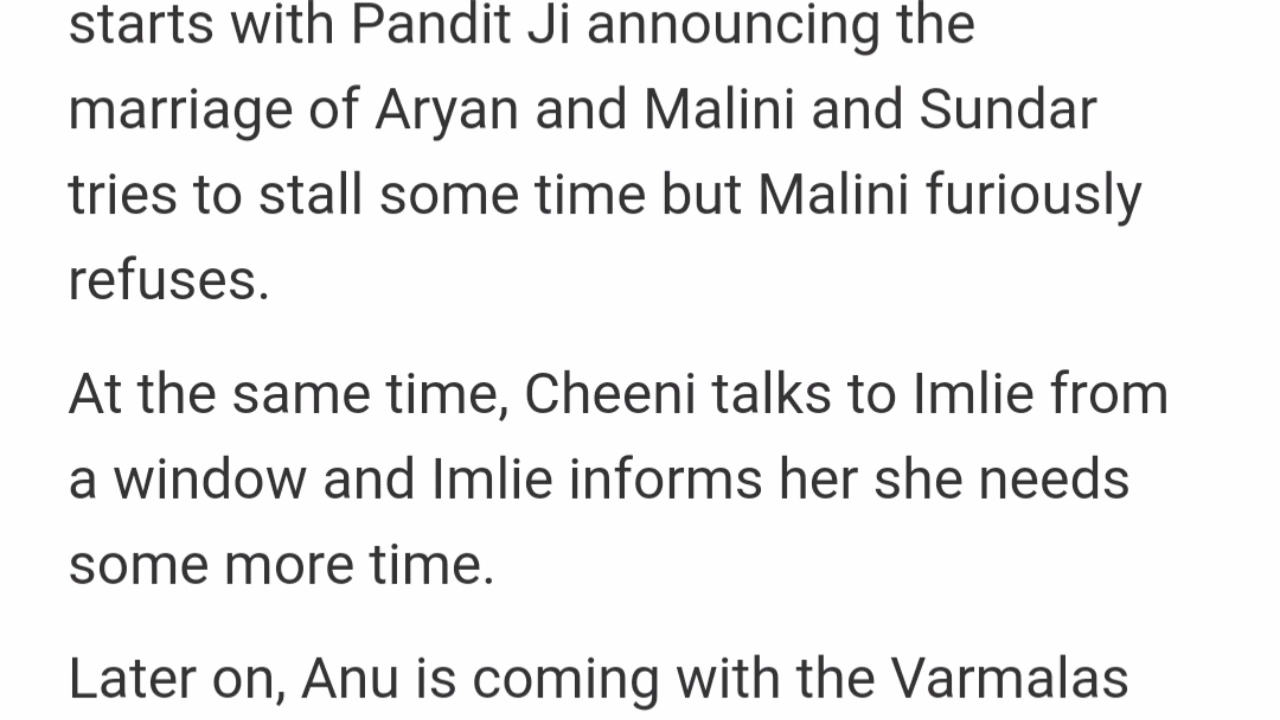 starts with Pandit Ji announcing the
marriage of Aryan and Malini and Sundar
tries to stall some time but Malini furiously
refuses.
At the same time, Cheeni talks to Imlie from
a window and Imlie informs her she needs
some more time.
Later on, Anu is coming with the Varmalas